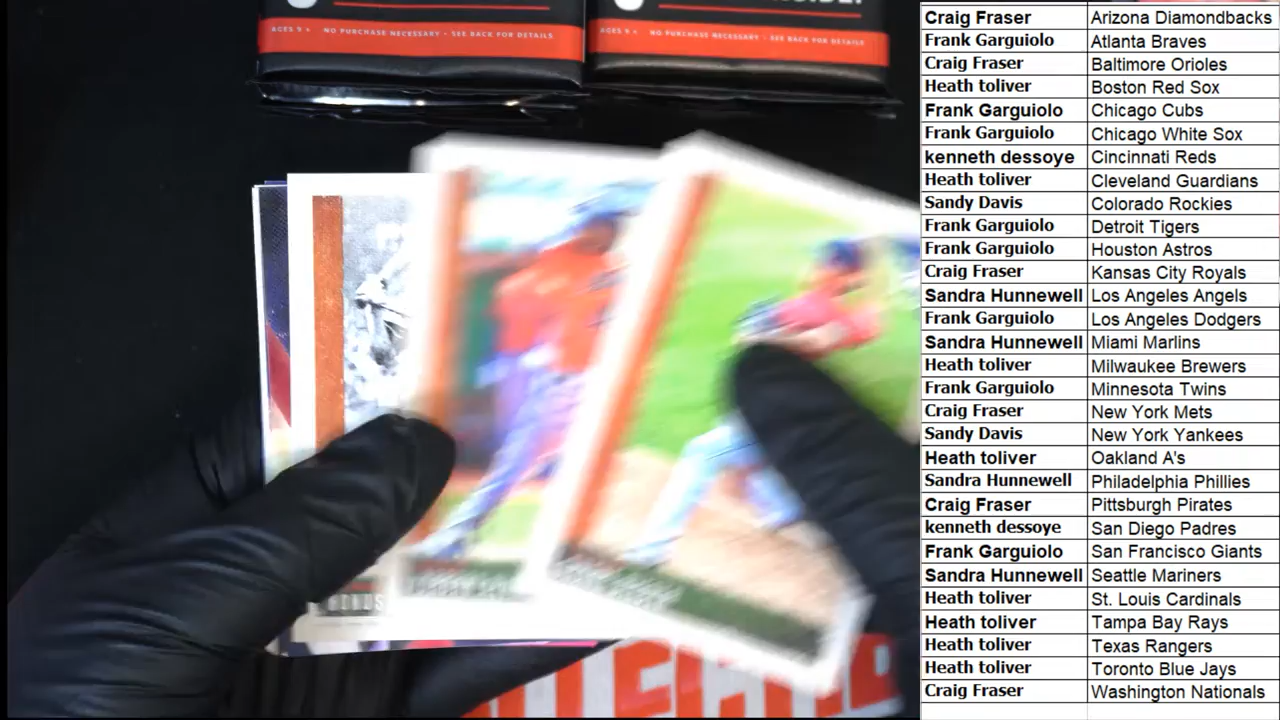 AGES 9+ NO PURCHASE NECESSARY - SEE BACK FOR DETAILS
AGES 9+ NO PURCHASE NECESSARY - SEE BACK FOR DETAILS
Craig Fraser Arizona Diamondbacks
Frank Garguiolo Atlanta Braves
Craig Fraser Baltimore Orioles
Heath toliver Boston Red Sox
Frank Garguiolo Chicago Cubs
Frank Garguiolo Chicago White Sox
kenneth dessoye Cincinnati Reds
Heath toliver Cleveland Guardians
Sandy Davis Colorado Rockies
Frank Garguiolo Detroit Tigers
Frank Garguiolo Houston Astros
Craig Fraser Kansas City Royals
Sandra Hunnewell Los Angeles Angels
Frank Garguiolo Los Angeles Dodgers
Sandra Hunnewell Miami Marlins
Heath toliver Milwaukee Brewers
Frank Garguiolo Minnesota Twins
Craig Fraser New York Mets
Sandy Davis New York Yankees
Heath toliver Oakland A's
Sandra Hunnewell Philadelphia Phillies
Craig Fraser Pittsburgh Pirates
kenneth dessoye San Diego Padres
Frank Garguiolo San Francisco Giants
Sandra Hunnewell Seattle Mariners
Heath toliver St. Louis Cardinals
Heath toliver Tampa Bay Rays
Heath toliver Texas Rangers
Heath toliver Toronto Blue Jays
Craig Fraser Washington Nationals